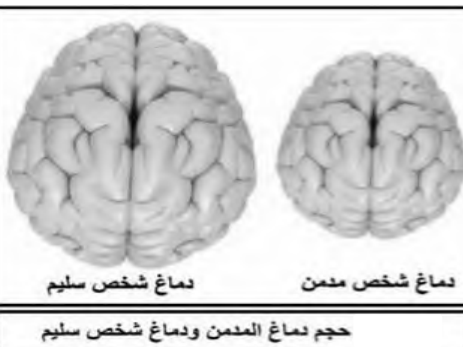 دماغ شخص سليم
دماغ شخص مدمن
حجم دماغ المدمن ودماغ شخص سليم